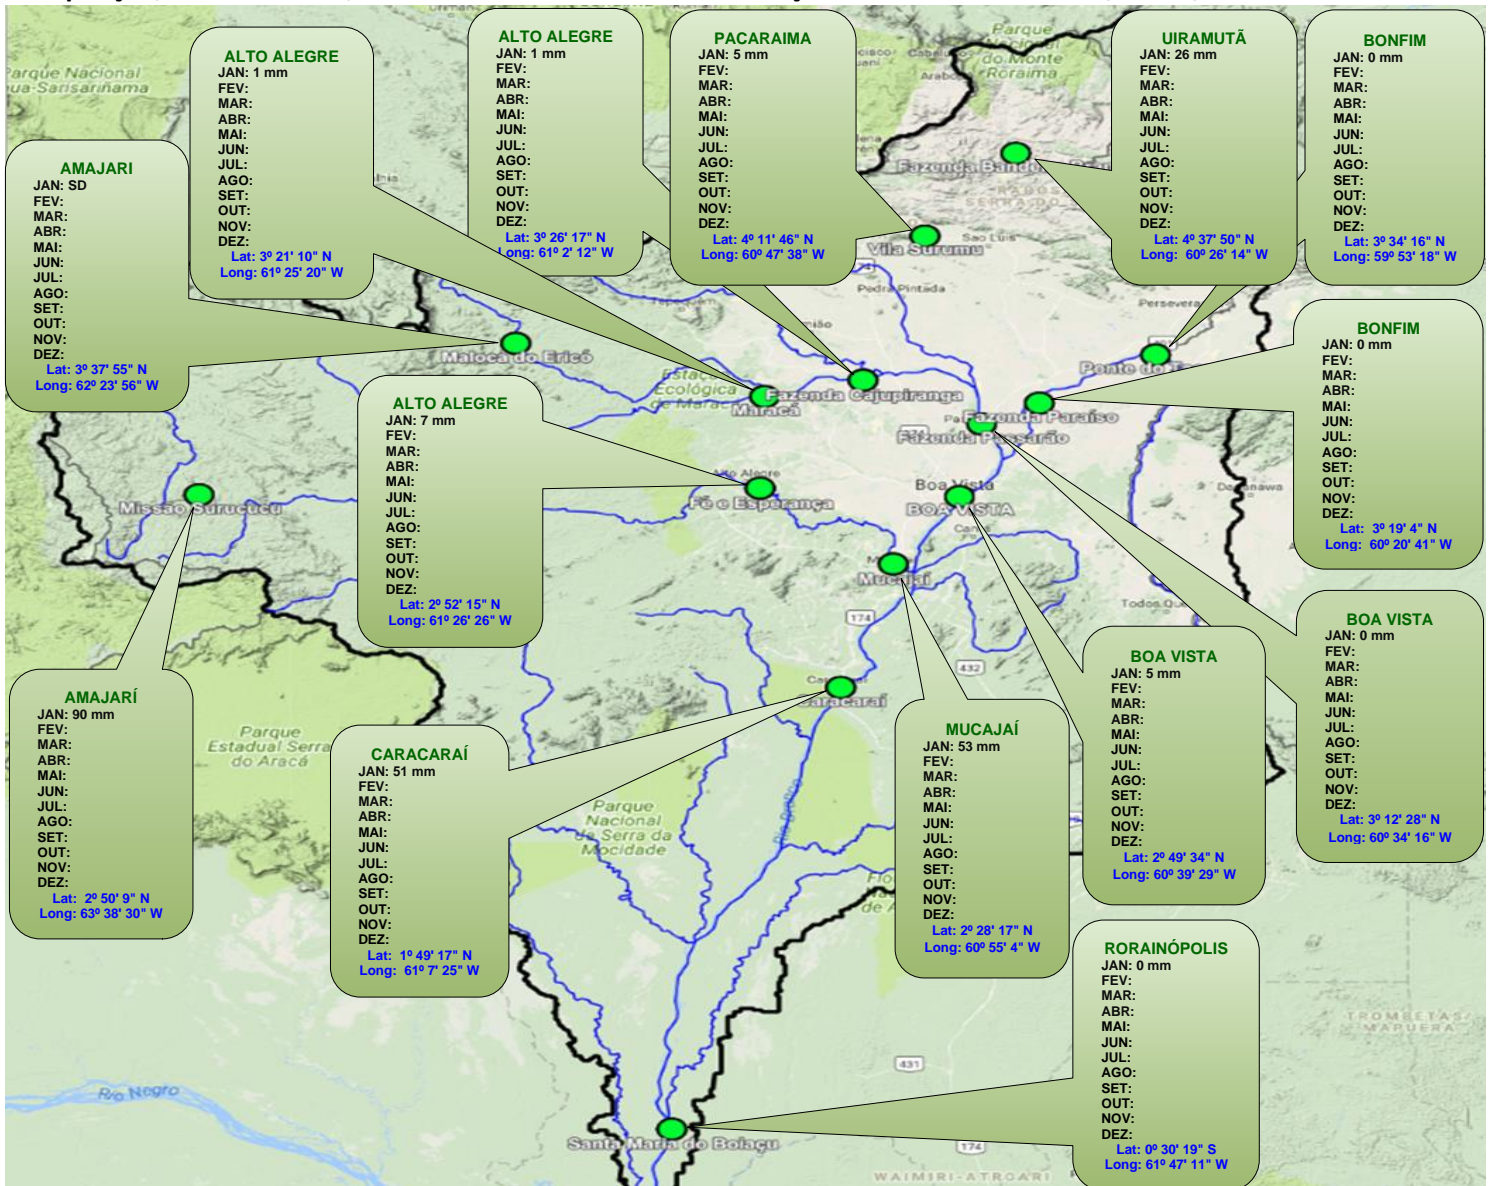 ALTO ALEGRE
JAN: 1 mm
FEV:
MAR:
ABR:
MAI:
JUN:
JUL:
AGO:
SET:
OUT:
NOV:
DEZ:
Lat: 3º 21' 10" N
Long: 61º 25' 20" W
ALTO ALEGRE
JAN: 1 mm
FEV:
MAR:
ABR:
MAI:
JUN:
JUL:
AGO:
SET:
OUT:
NOV:
DEZ:
Lat: 3º 26' 17" N
Long: 61º 2' 12" W
PACARAIMA
JAN: 5 mm
FEV:
MAR:
ABR:
MAI:
JUN:
JUL:
AGO:
SET:
OUT:
NOV:
DEZ:
Lat: 4º 11' 46" N
Long: 60º 47' 38" W
UIRAMUTÃ
JAN: 26 mm
FEV:
MAR:
ABR:
MAI:
JUN:
JUL:
AGO:
SET:
OUT:
NOV:
DEZ:
Lat: 4º 37' 50" N
Long: 60º 26' 14" W
BONFIM
JAN: 0 mm
FEV:
MAR:
ABR:
MAI:
JUN:
JUL:
AGO:
SET:
OUT:
NOV:
DEZ:
Lat: 3º 34' 16" N
Long: 59º 53' 18" W
AMAJARI
JAN: SD
FEV:
MAR:
ABR:
MAI:
JUN:
JUL:
AGO:
SET:
OUT:
NOV:
DEZ:
Lat: 3º 37' 55" N
Long: 62º 23' 56" W
BONFIM
JAN: 0 mm
FEV:
MAR:
ABR:
MAI:
JUN:
JUL:
AGO:
SET:
OUT:
NOV:
DEZ:
Lat: 3º 19' 4" N
Long: 60º 20' 41" W
ALTO ALEGRE
JAN: 7 mm
FEV:
MAR:
ABR:
MAI:
JUN:
JUL:
AGO:
SET:
OUT:
NOV:
DEZ:
Lat: 2º 52' 15" N
Long: 61º 26' 26" W
BOA VISTA
JAN: 0 mm
FEV:
MAR:
ABR:
MAI:
JUN:
JUL:
AGO:
SET:
OUT:
NOV:
DEZ:
Lat: 3º 12' 28" N
Long: 60º 34' 16" W
BOA VISTA
JAN: 5 mm
FEV:
MAR:
ABR:
MAI:
JUN:
JUL:
AGO:
SET:
OUT:
NOV:
DEZ:
Lat: 2º 49' 34" N
Long: 60º 39' 29" W
AMAJARÍ
JAN: 90 mm
FEV:
MAR:
ABR:
MAI:
JUN:
JUL:
AGO:
SET:
OUT:
NOV:
DEZ:
Lat: 2º 50' 9" N
Long: 63º 38' 30" W
CARACARAÍ
JAN: 51 mm
FEV:
MAR:
ABR:
MAI:
JUN:
JUL:
AGO:
SET:
OUT:
NOV:
DEZ:
Lat: 1º 49' 17" N
Long: 61º 7' 25" W
MUCAJAÍ
JAN: 53 mm
FEV:
MAR:
ABR:
MAI:
JUN:
JUL:
AGO:
SET:
OUT:
NOV:
DEZ:
Lat: 2º 28' 17" N
Long: 60º 55' 4" W
RORAINÓPOLIS
JAN: 0 mm
FEV:
MAR:
ABR:
MAI:
JUN:
JUL:
AGO:
SET:
OUT:
NOV:
DEZ:
Lat: 0º 30' 19" S
Long: 61º 47' 11" W
Parque Nacional
Parque
do Monte
Roraima
Fazenda
Vila Surumu
São Luis
Pedra Pintada
Maloca do Ericó
Ecológica
de Maracá
Maracá
Fazenda Cajupiranga
Ponte do
Fazenda Paraíso
Fazenda Passarão
Missão Surucucu
Alto Alegre
Fé e Esperança
Boa Vista
BOA VISTA
Mucajaí
174
432
Caracaraí
Parque
Estadual Serra
do Aracá
Parque
Nacional
da Serra da
Mocidade
Rio Branco
Rio Negro
431
174
Santa Maria do Boiaçu
TROMBETAS/
MAPUERA
WAIMIRI-ATROARI